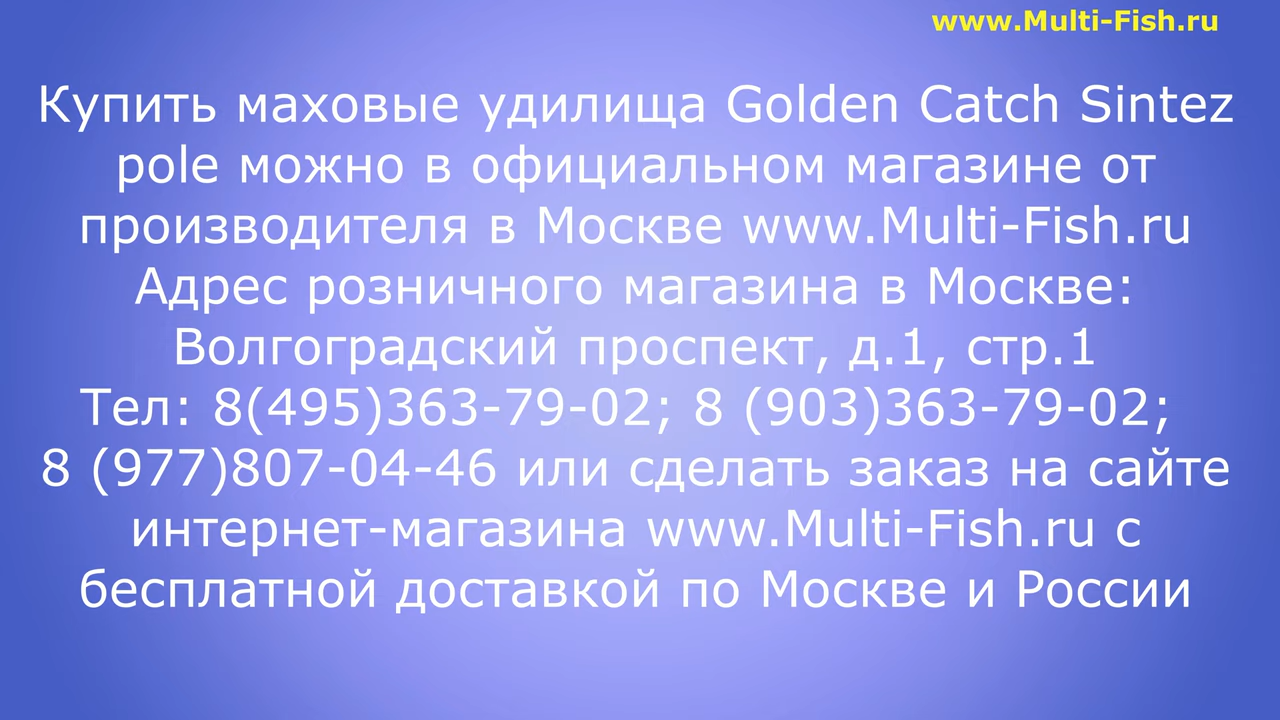 www.Multi-Fish.ru
Купить маховые удилища Golden Catch Sintez
pole можно в официальном магазине от
производителя в Москве www.Multi-Fish.ru
Адрес розничного магазина в Москве:
Волгоградский проспект, д.1, стр.1
Тел: 8(495)363-79-02; 8 (903)363-79-02;
8 (977)807-04-46 или сделать заказ на сайте
интернет-магазина www.Multi-Fish.ru с
бесплатной доставкой по Москве и России